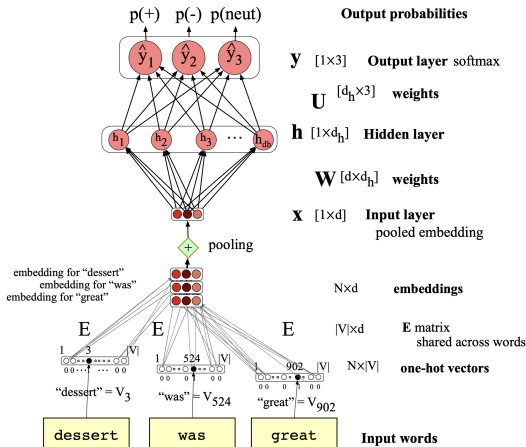 p(+) p(-) p(neut) Output probabilities
ŷ1 ŷ2 ŷ3 y [1×3] Output layer softmax
U [dh×3] weights
h1 h2 h3 ... hdh h [1×dh] Hidden layer
W [d×dh] weights
x [1×d] Input layer
pooled embedding
+ pooling
embedding for “dessert”
embedding for “was”
embedding for “great”
N×d embeddings
E E E |V|×d E matrix
shared across words
1 3 |V| 1 524 |V| 1 902 |V| N×|V| one-hot vectors
“dessert” = V3 “was” = V524 “great” = V902
dessert was great Input words